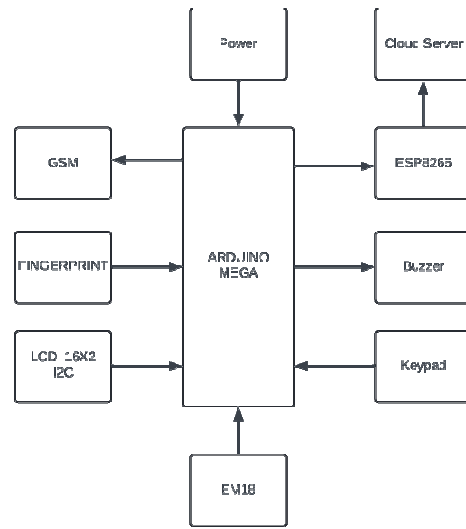 Power
Cloud Server
GSM
ESP8265
ARDUINO
MEGA
FINGERPRINT
Buzzer
LCD 16X2
I2C
Keypad
EM18